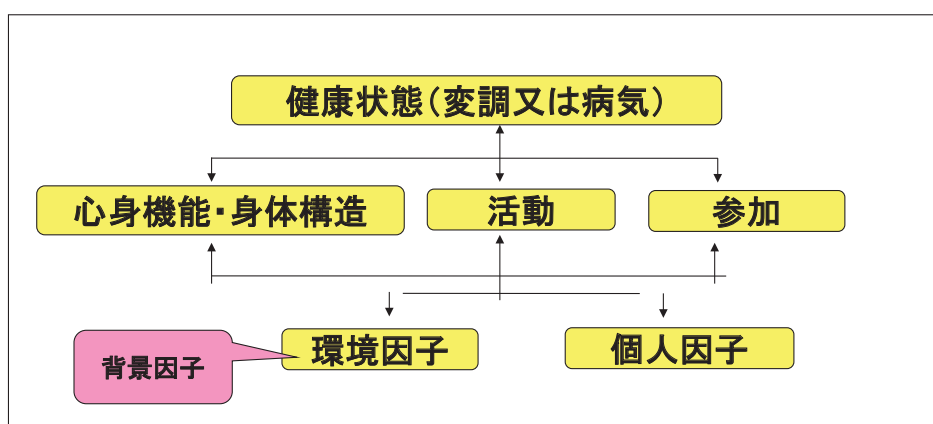 健康状態(変調又は病気)
心身機能・身体構造
活動
参加
環境因子
個人因子
背景因子